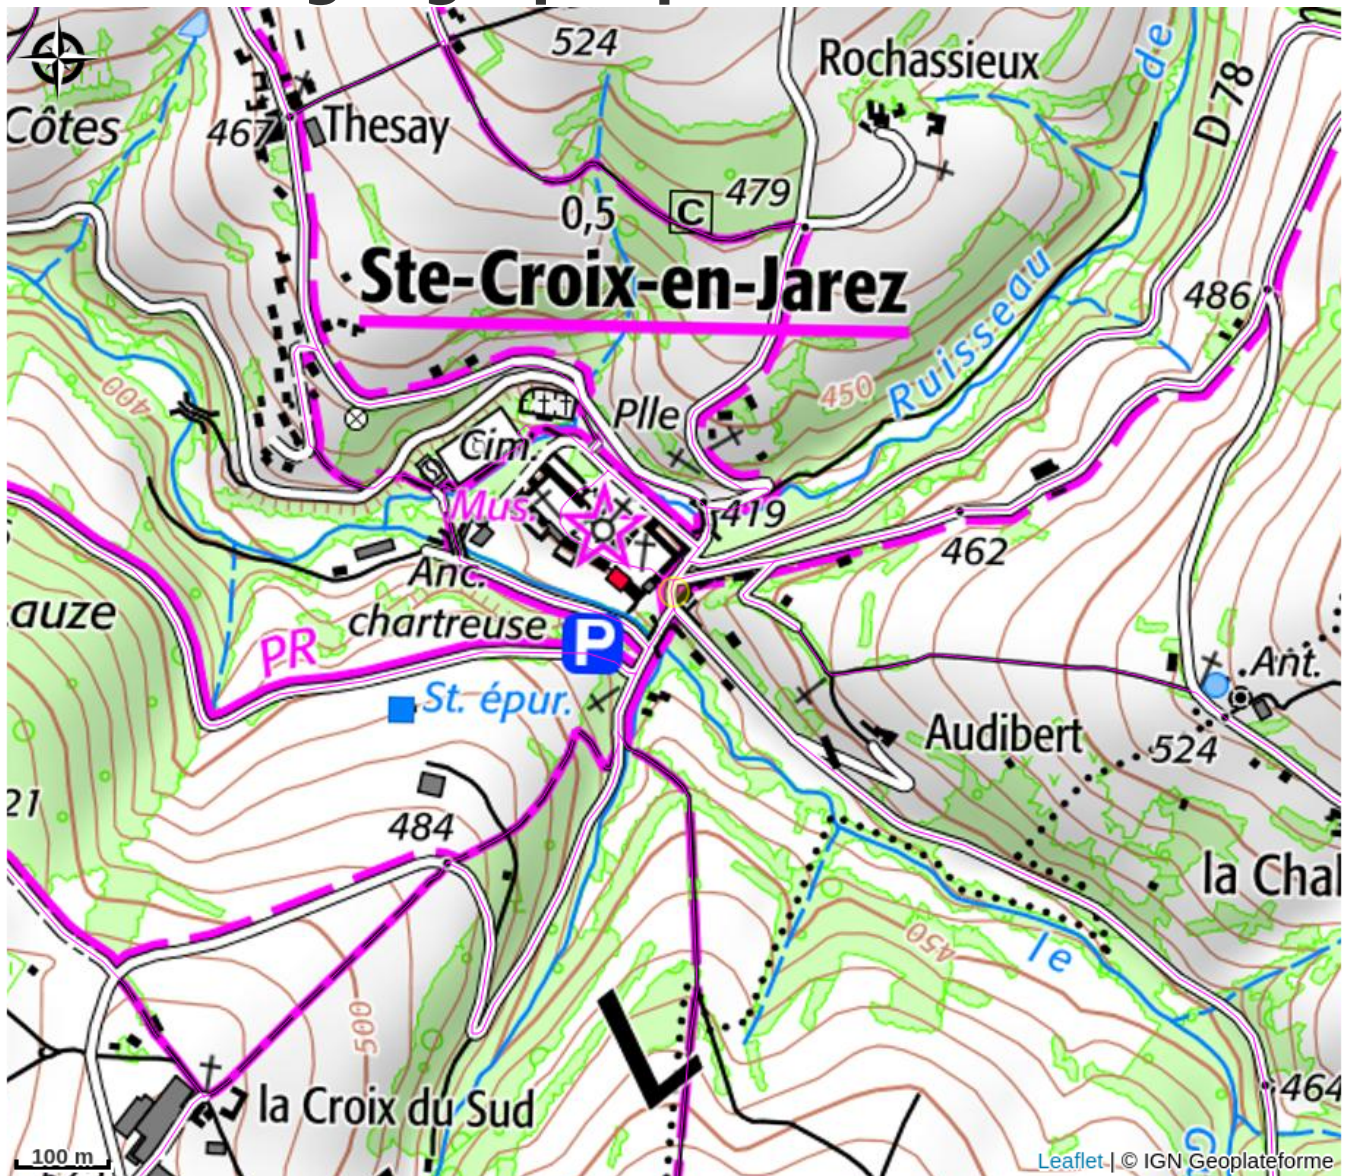 524
Rochassieux
de
D 78
Côtes
467
Thesay
479
C
0,5
Ste-Croix-en-Jarez
486
Ruisseau
400
450
Plle
Cim.
Mus.
419
462
Anc.
chartreuse
auze
PR
P
St. épur.
Ant.
Audibert
524
21
484
la Chal
450
le
500
464
la Croix du Sud
G
100 m
Leaflet | © IGN Geoplateforme